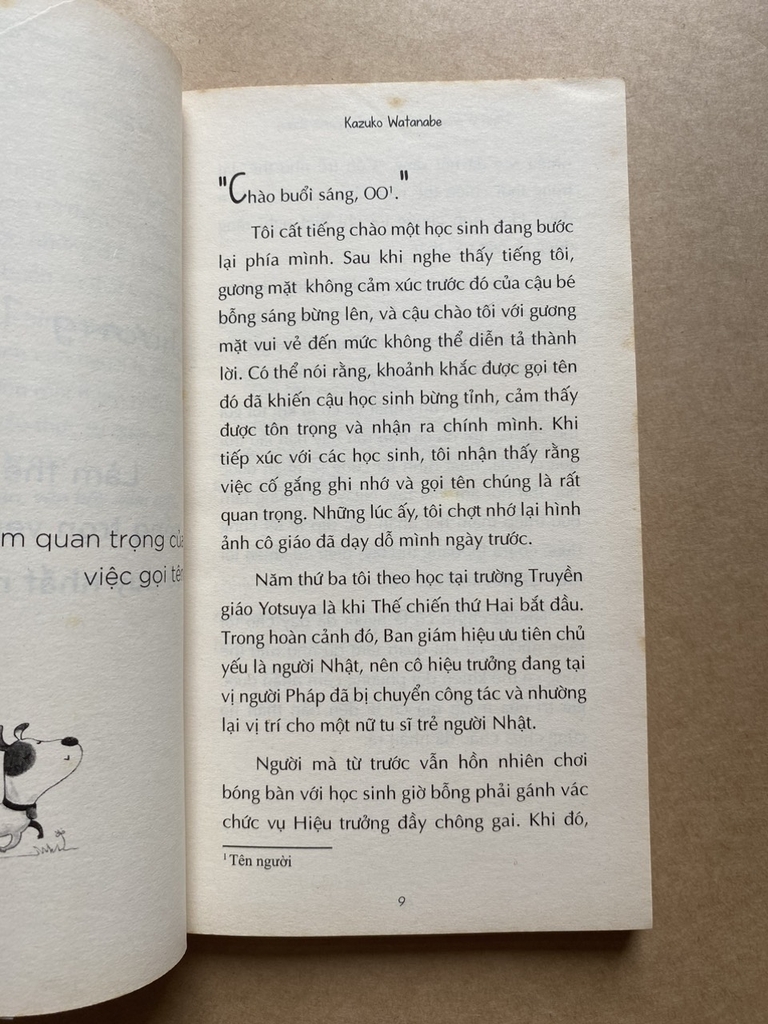 m quan trọng của
việc gọi tên
Kazuko Watanabe
"Chào buổi sáng, OO¹."
Tôi cất tiếng chào một học sinh đang bước
lại phía mình. Sau khi nghe thấy tiếng tôi,
gương mặt không cảm xúc trước đó của cậu bé
bỗng sáng bừng lên, và cậu chào tôi với gương
mặt vui vẻ đến mức không thể diễn tả thành
lời. Có thể nói rằng, khoảnh khắc được gọi tên
đó đã khiến cậu học sinh bừng tỉnh, cảm thấy
được tôn trọng và nhận ra chính mình. Khi
tiếp xúc với các học sinh, tôi nhận thấy rằng
việc cố gắng ghi nhớ và gọi tên chúng là rất
quan trọng. Những lúc ấy, tôi chợt nhớ lại hình
ảnh cô giáo đã dạy dỗ mình ngày trước.
Năm thứ ba tôi theo học tại trường Truyền
giáo Yotsuya là khi Thế chiến thứ Hai bắt đầu.
Trong hoàn cảnh đó, Ban giám hiệu ưu tiên chủ
yếu là người Nhật, nên cô hiệu trưởng đang tại
vị người Pháp đã bị chuyển công tác và nhường
lại vị trí cho một nữ tu sĩ trẻ người Nhật.
Người mà từ trước vẫn hồn nhiên chơi
bóng bàn với học sinh giờ bỗng phải gánh vác
chức vụ Hiệu trưởng đầy chông gai. Khi đó,
¹ Tên người
9